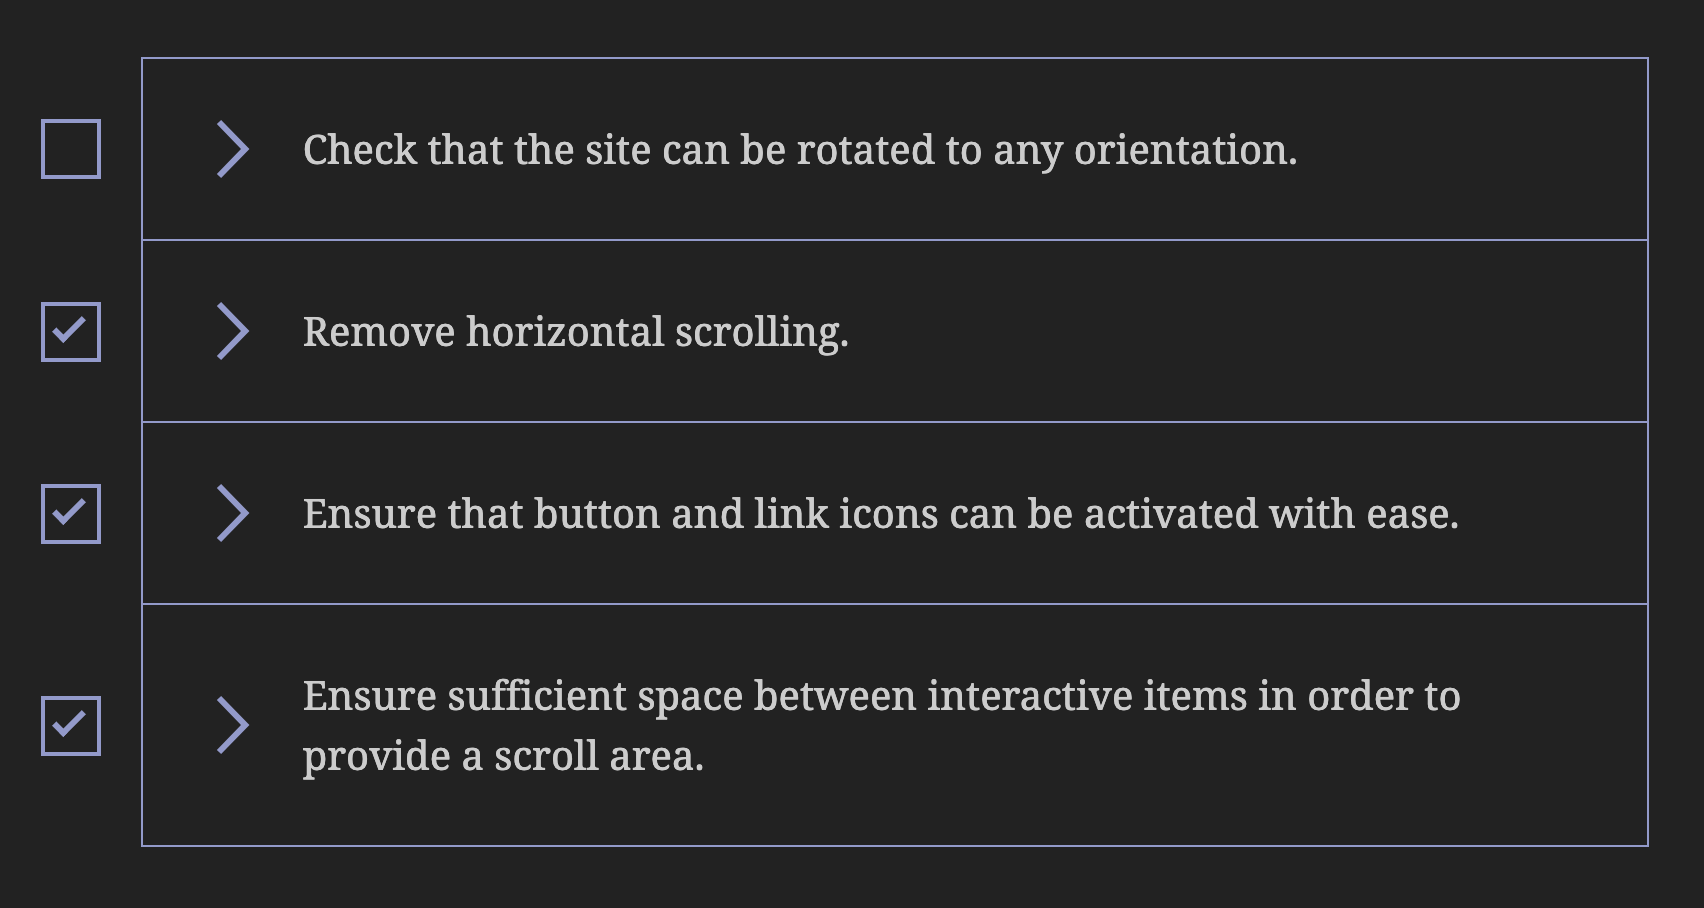 Check that the site can be rotated to any orientation.
Remove horizontal scrolling.
Ensure that button and link icons can be activated with ease.
Ensure sufficient space between interactive items in order to
provide a scroll area.